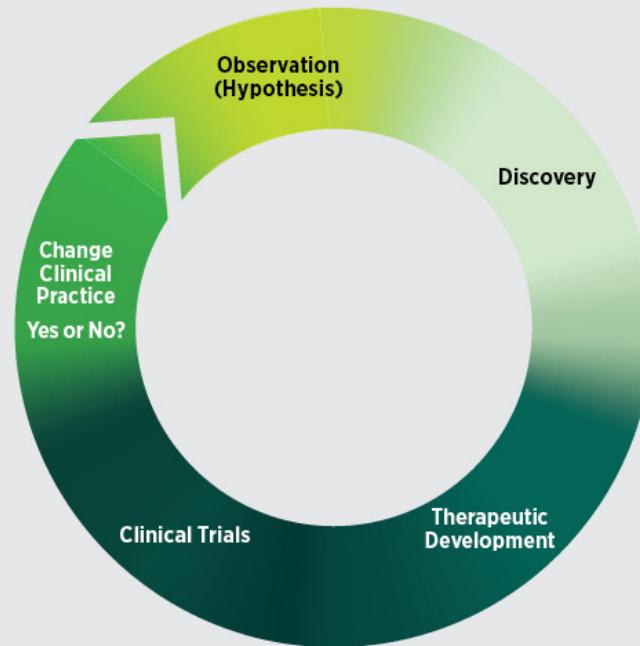 Observation
(Hypothesis)
Discovery
Therapeutic
Development
Clinical Trials
Change
Clinical
Practice
Yes or No?